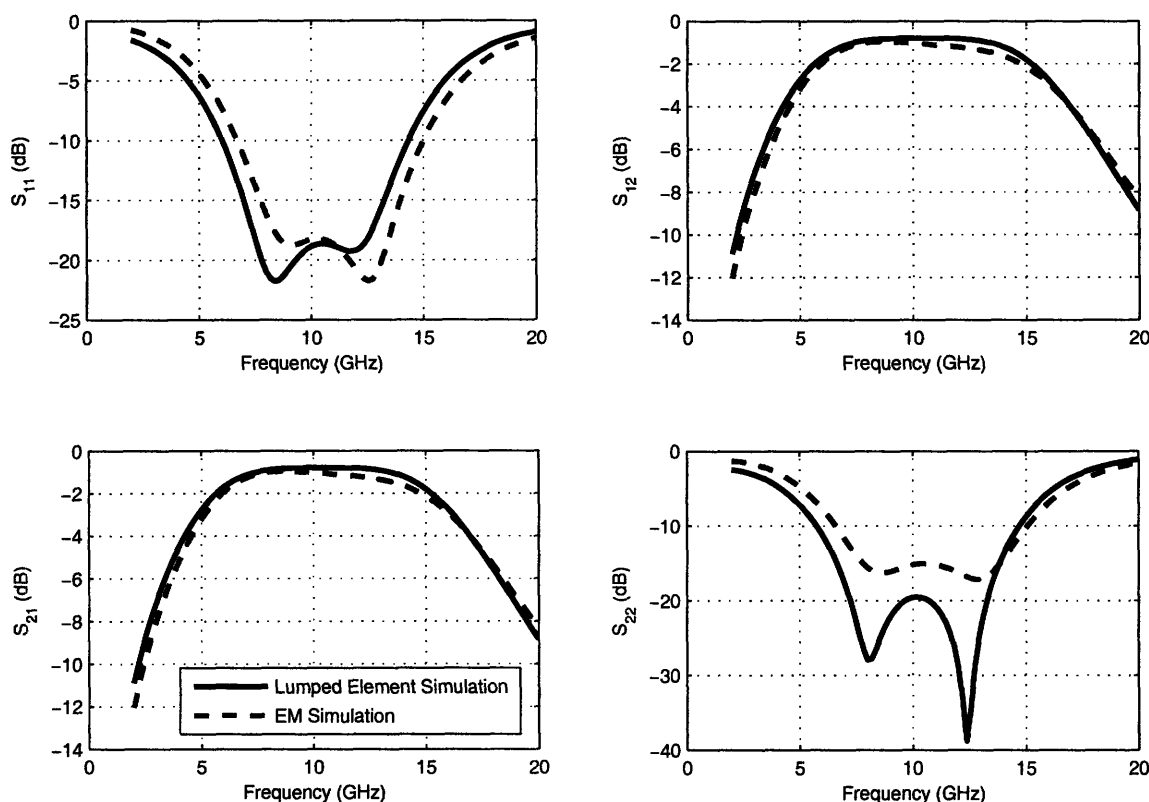 0
−5
−10
−15
−20
−25
S11 (dB)
0 5 10 15 20
Frequency (GHz)
0
−2
−4
−6
−8
−10
−12
−14
S12 (dB)
0 5 10 15 20
Frequency (GHz)
0
−2
−4
−6
−8
−10
−12
−14
S21 (dB)
Lumped Element Simulation
EM Simulation
0 5 10 15 20
Frequency (GHz)
0
−10
−20
−30
−40
S22 (dB)
0 5 10 15 20
Frequency (GHz)